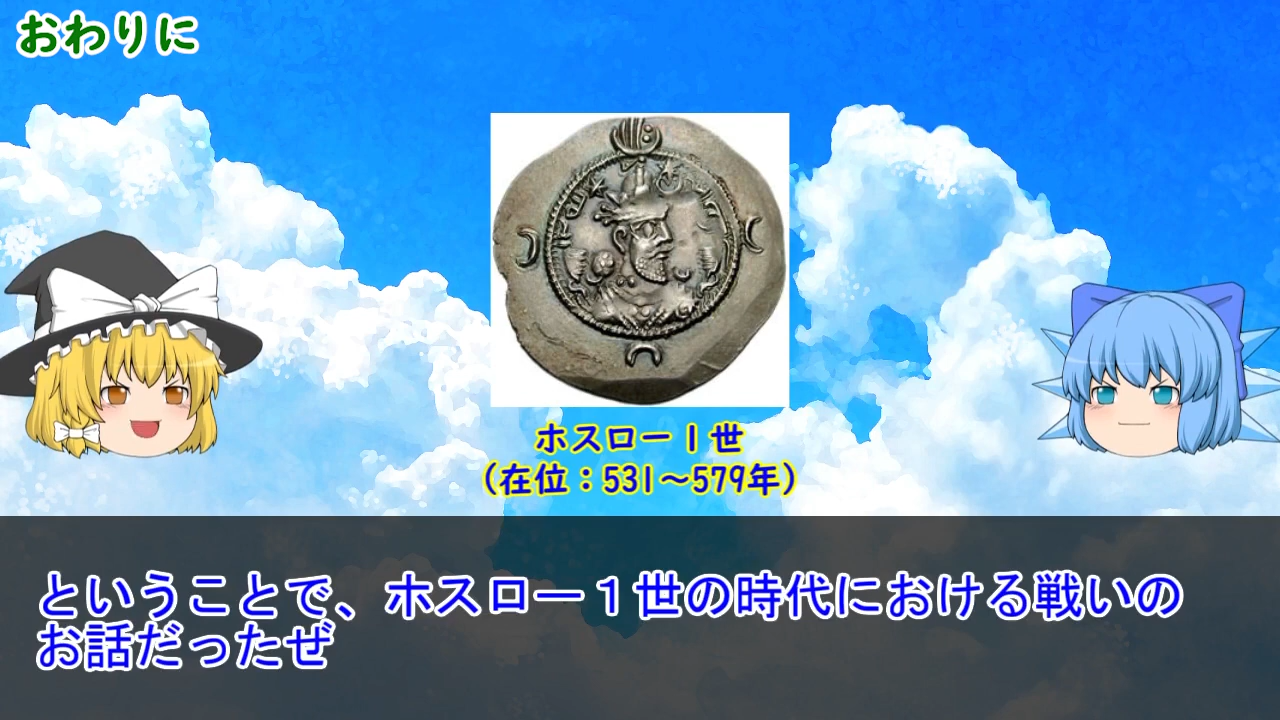 おわりに
ホスロー1世
（在位：531～579年）
ということで、ホスロー１世の時代における戦いの
お話だったぜ